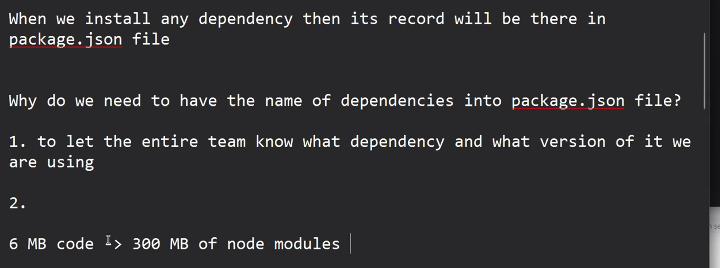 When we install any dependency then its record will be there in
package.json file
Why do we need to have the name of dependencies into package.json file?
1. to let the entire team know what dependency and what version of it we
are using
2.
6 MB code -> 300 MB of node modules